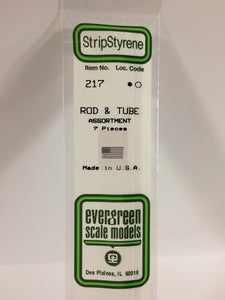 StripStyrene
Item No. Loc. Code
217
ROD & TUBE
ASSORTMENT
7 Pieces
Made in U.S.A.
evergreen
scale models
Des Plaines, IL 60018